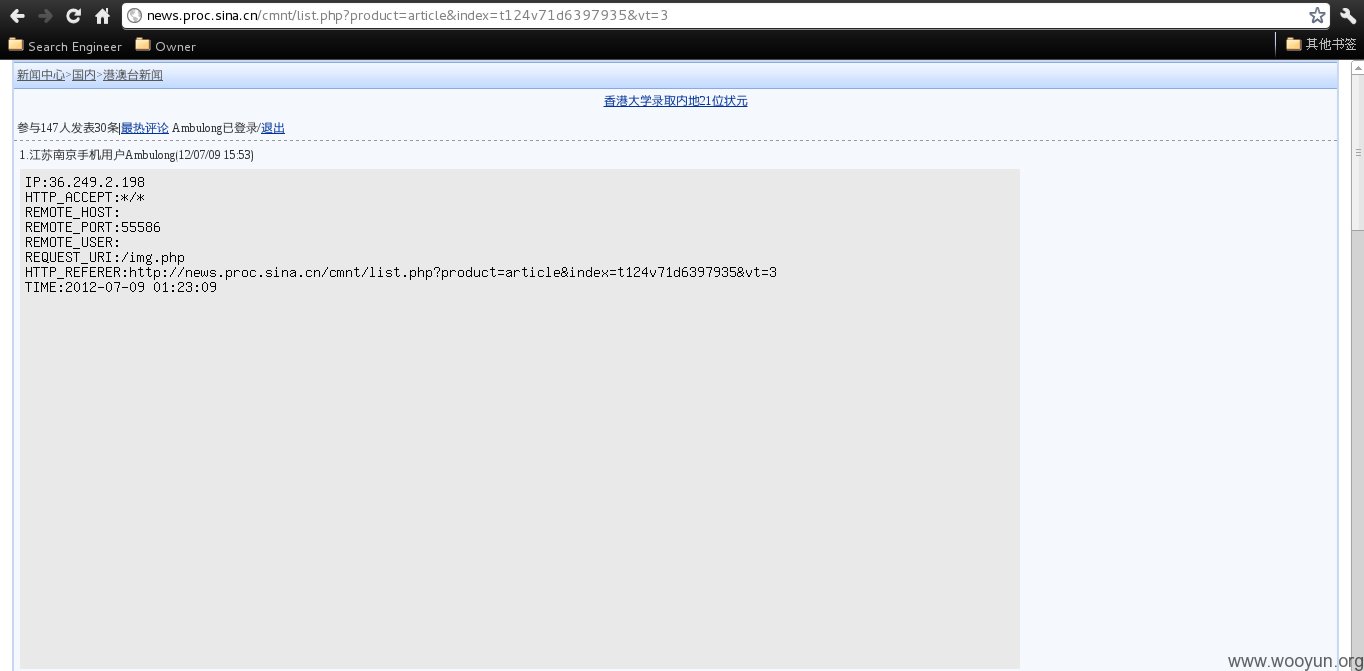 news.proc.sina.cn/cmnt/list.php?product=article&index=t124v71d6397935&vt=3
Search Engineer Owner 其他书签
新闻中心>国内>港澳台新闻
香港大学录取内地21位状元
参与147人发表30条|最热评论 Ambulong已登录/退出
1.江苏南京手机用户Ambulong(12/07/09 15:53)
IP:36.249.2.198
HTTP_ACCEPT:*/*
REMOTE_HOST:
REMOTE_PORT:55586
REMOTE_USER:
REQUEST_URI:/img.php
HTTP_REFERER:http://news.proc.sina.cn/cmnt/list.php?product=article&index=t124v71d6397935&vt=3
TIME:2012-07-09 01:23:09
www.wooyun.org